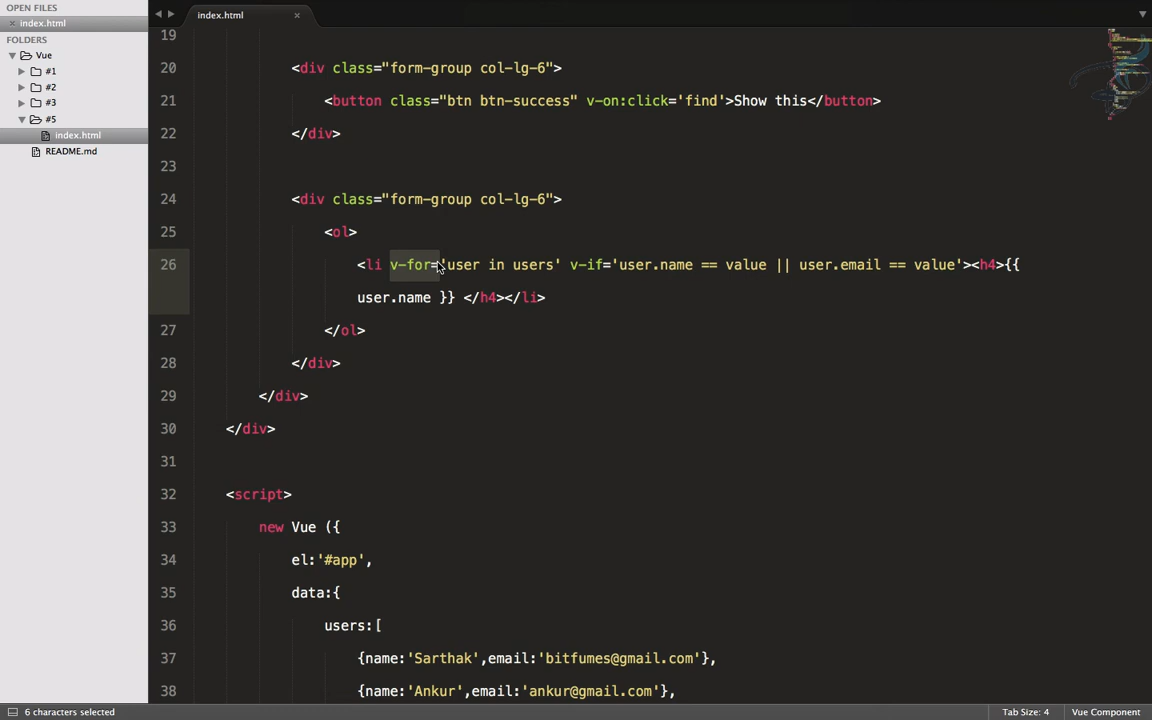 OPEN FILES
index.html
FOLDERS
Vue
#1
#2
#3
#5
index.html
README.md
index.html
19
20 <div class="form-group col-lg-6">
21 <button class="btn btn-success" v-on:click='find'>Show this</button>
22 </div>
23
24 <div class="form-group col-lg-6">
25 <ol>
26 <li v-for='user in users' v-if='user.name == value || user.email == value'><h4>{{
user.name }} </h4></li>
27 </ol>
28 </div>
29 </div>
30 </div>
31
32 <script>
33 new Vue ({
34 el:'#app',
35 data:{
36 users:[
37 {name:'Sarthak',email:'bitfumes@gmail.com'},
38 {name:'Ankur',email:'ankur@gmail.com'},
6 characters selected
Tab Size: 4
Vue Component